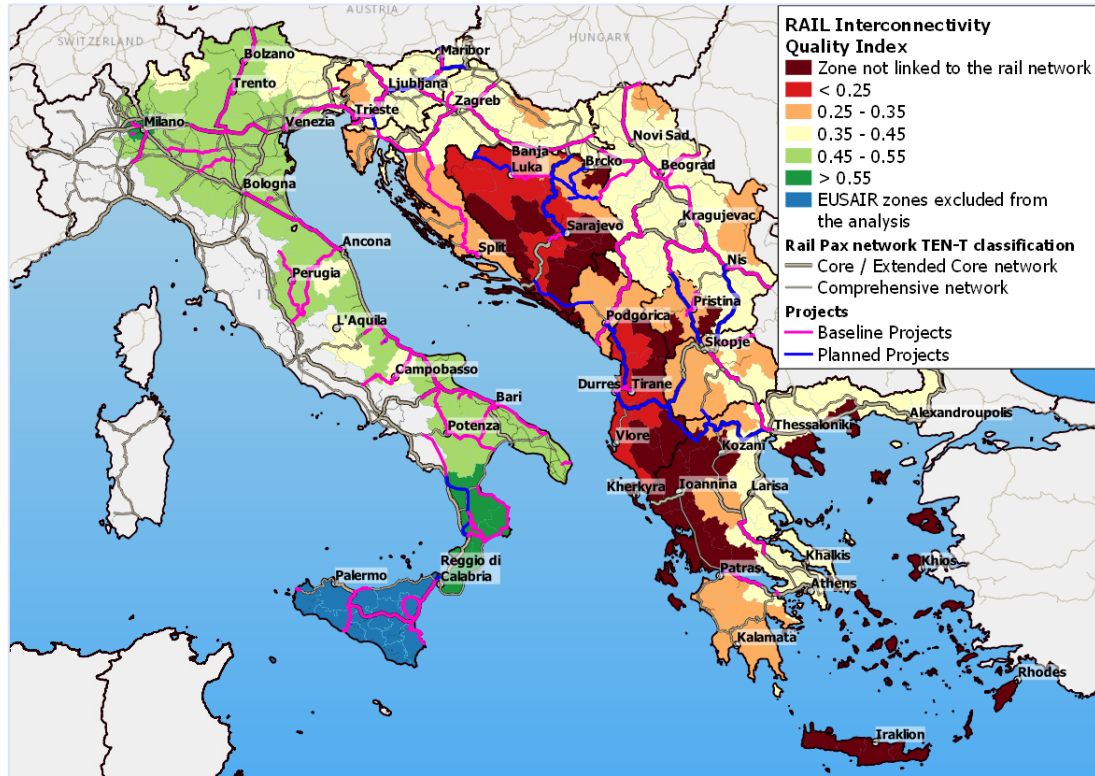 AUSTRIA
SWITZERLAND
HUNGARY
Bolzano
Maribor
Trento
Ljubljana
Zagreb
Milano
Venezia
Trieste
Novi Sad
Banja
Luka
Brcko
Beograd
Bologna
Kragujevac
Sarajevo
Ancona
Split
Nis
Perugia
Pristina
L'Aquila
Podgorica
Skopje
Campobasso
Durres
Tirane
Bari
Alexandroupolis
Potenza
Thessaloniki
Vlore
Kozani
Kherkyra
Ioannina
Larisa
Reggio di
Calabria
Khalkis
Khios
Palermo
Patras
Athens
Kalamata
Rhodes
Iraklion
RAIL Interconnectivity
Quality Index
Zone not linked to the rail network
< 0.25
0.25 - 0.35
0.35 - 0.45
0.45 - 0.55
> 0.55
EUSAIR zones excluded from
the analysis
Rail Pax network TEN-T classification
Core / Extended Core network
Comprehensive network
Projects
Baseline Projects
Planned Projects